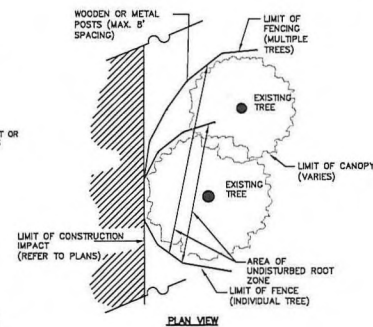 WOODEN OR METAL
POSTS (MAX. 8'
SPACING)
LIMIT OF
FENCING
(MULTIPLE
TREES)
EXISTING
TREE
OR
LIMIT OF CANOPY
(VARIES)
EXISTING
TREE
LIMIT OF CONSTRUCTION
IMPACT
(REFER TO PLANS)
AREA OF
UNDISTURBED ROOT
ZONE
LIMIT OF FENCE
(INDIVIDUAL TREE)
PLAN VIEW